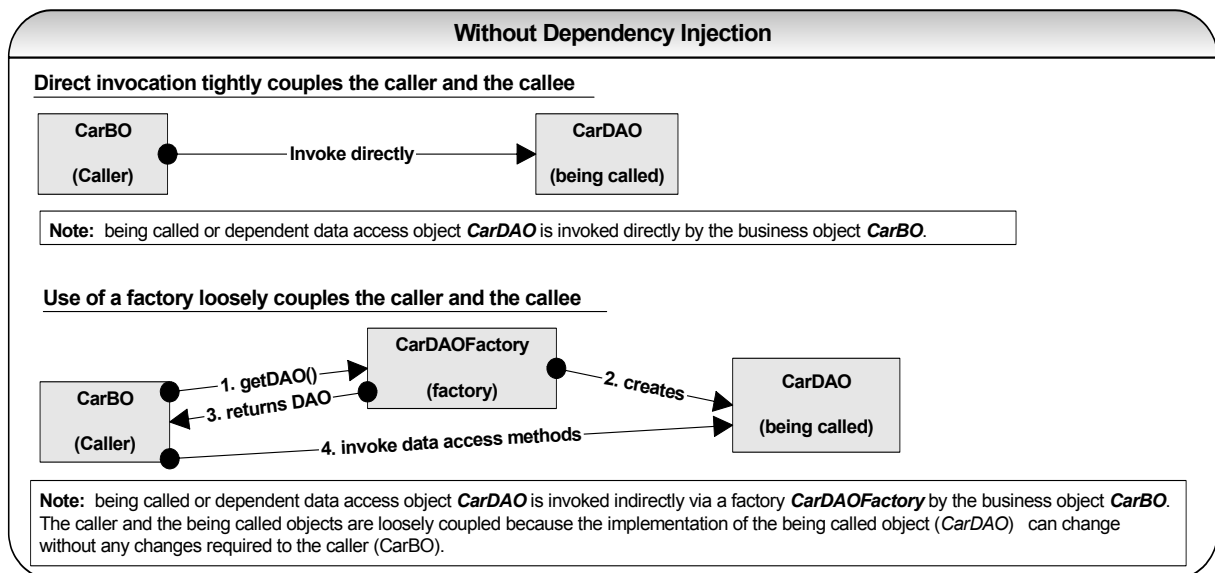 Without Dependency Injection
Direct invocation tightly couples the caller and the callee
CarBO
(Caller)
Invoke directly
CarDAO
(being called)
Note: being called or dependent data access object CarDAO is invoked directly by the business object CarBO.
Use of a factory loosely couples the caller and the callee
CarBO
(Caller)
1. getDAO()
3. returns DAO
CarDAOFactory
(factory)
2. creates
4. invoke data access methods
CarDAO
(being called)
Note: being called or dependent data access object CarDAO is invoked indirectly via a factory CarDAOFactory by the business object CarBO.
The caller and the being called objects are loosely coupled because the implementation of the being called object (CarDAO) can change
without any changes required to the caller (CarBO).